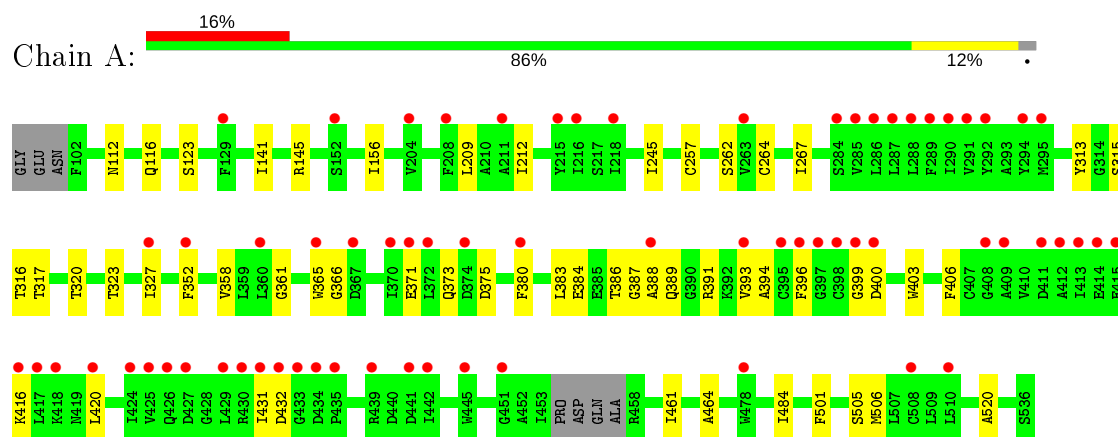 16%
Chain A:
86% 12% •
GLY GLU ASN F102 N112 Q116 S123 F129 I141 R145 S152 I156 V204 F208 L209 A210 A211 I212 Y215 I216 S217 I218 I245 C257 S262 V263 C264 I267 S284 V285 L286 L287 L288 F289 I290 V291 Y292 A293 Y294 M295 Y313 G314 S315
T316 T317 T320 T323 I327 F352 V358 L359 L360 G361 W365 G366 D367 I370 E371 L372 Q373 D374 D375 F380 L383 E384 E385 T386 G387 A388 Q389 G390 R391 K392 V393 A394 C395 F396 G397 C398 G399 D400 W403 F406 C407 G408 A409 V410 D411 A412 I413 E414 E415
K416 L417 K418 N419 L420 I424 V425 Q426 D427 G428 L429 R430 I431 D432 G433 D434 P435 R439 D440 D441 I442 W445 G451 A452 I453 PRO ASP GLN ALA R458 I461 A464 W478 I484 F501 S505 M506 L507 C508 L509 L510 A520 S536